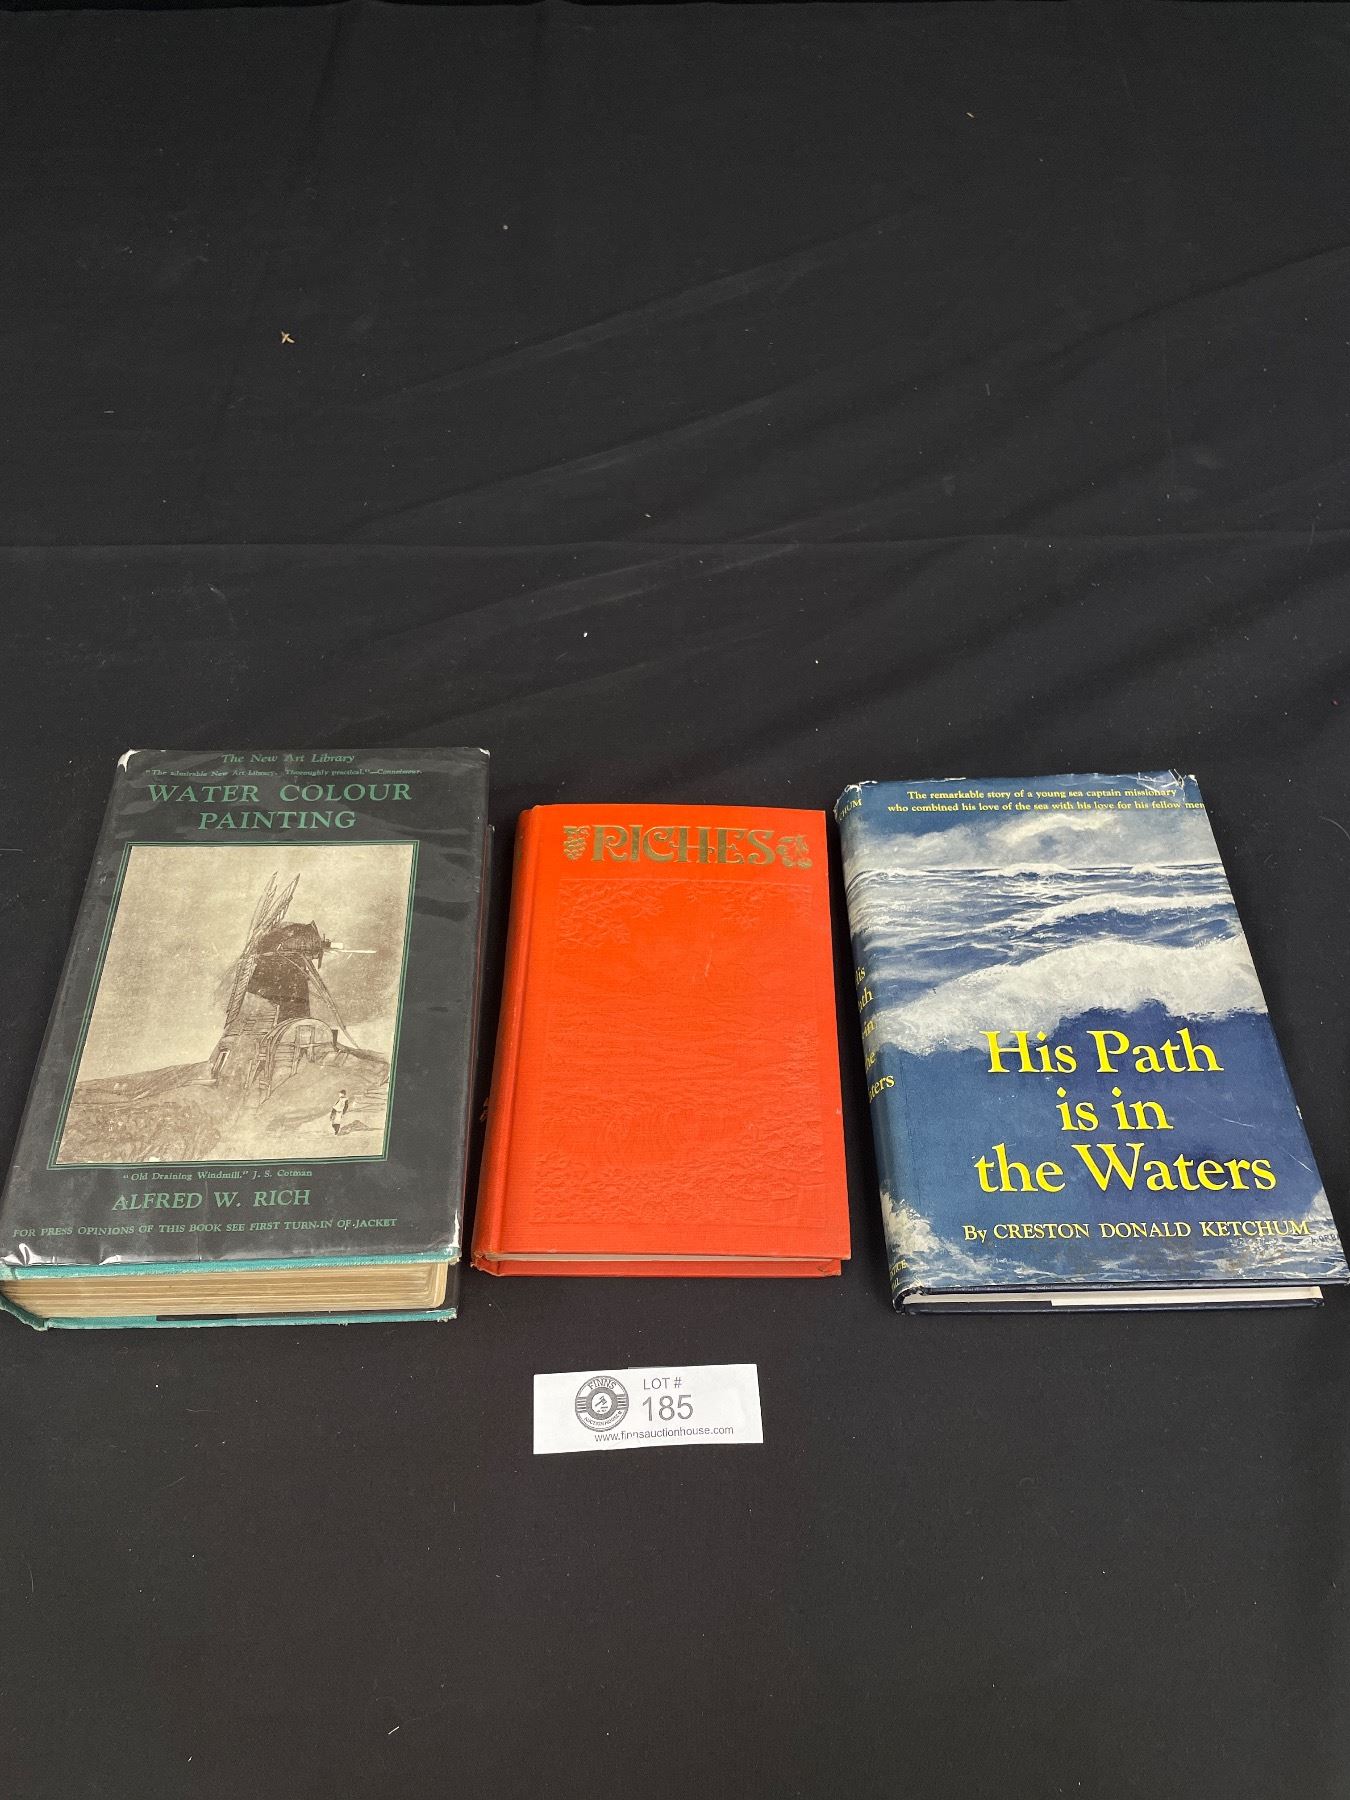 The New Art Library
"The admirable New Art Library. Thoroughly practical."—Connoisseur.
WATER COLOUR
PAINTING
"Old Draining Windmill." J. S. Cotman
ALFRED W. RICH
FOR PRESS OPINIONS OF THIS BOOK SEE FIRST TURN-IN OF JACKET
RICHES
The remarkable story of a young sea captain missionary
who combined his love of the sea with his love for his fellow men
His Path
is in
the Waters
By CRESTON DONALD KETCHUM
FINNS
AUCTION HOUSE
LOT #
185
www.finnsauctionhouse.com